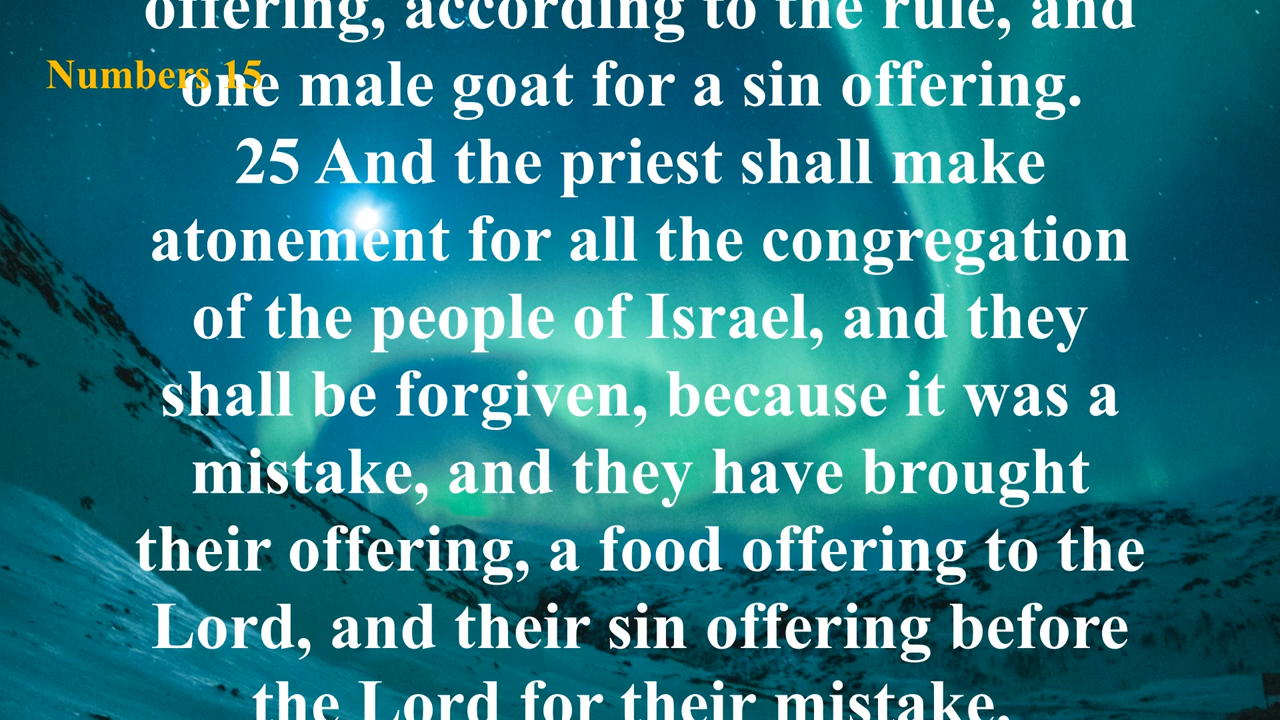 offering, according to the rule, and
Numbers 15
one male goat for a sin offering.
25 And the priest shall make
atonement for all the congregation
of the people of Israel, and they
shall be forgiven, because it was a
mistake, and they have brought
their offering, a food offering to the
Lord, and their sin offering before
the Lord for their mistake.